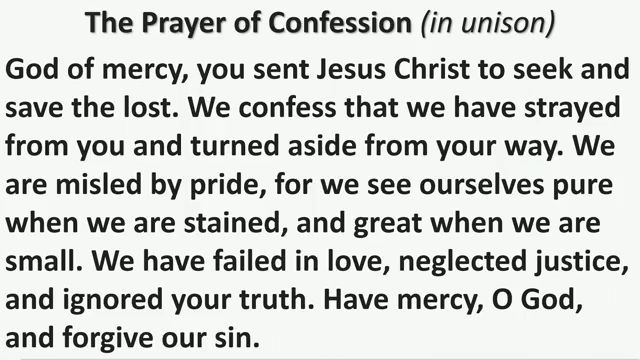 The Prayer of Confession (in unison)
God of mercy, you sent Jesus Christ to seek and
save the lost. We confess that we have strayed
from you and turned aside from your way. We
are misled by pride, for we see ourselves pure
when we are stained, and great when we are
small. We have failed in love, neglected justice,
and ignored your truth. Have mercy, O God,
and forgive our sin.